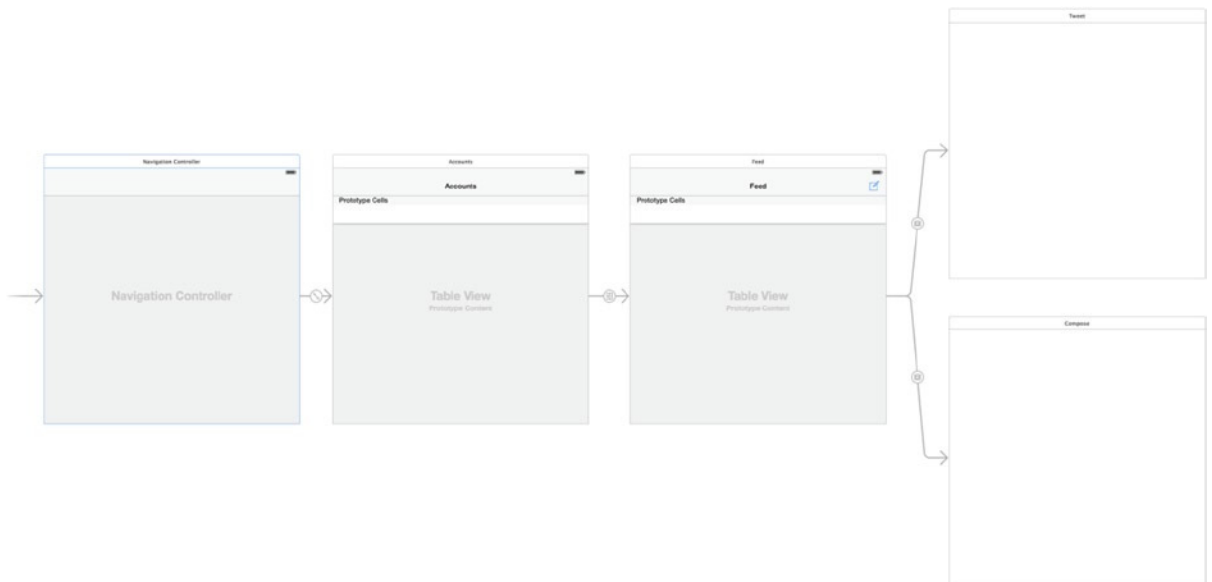 Tweet
Navigation Controller
Accounts
Feed
Accounts
Feed
Prototype Cells
Prototype Cells
Navigation Controller
Table View
Prototype Content
Table View
Prototype Content
Compose